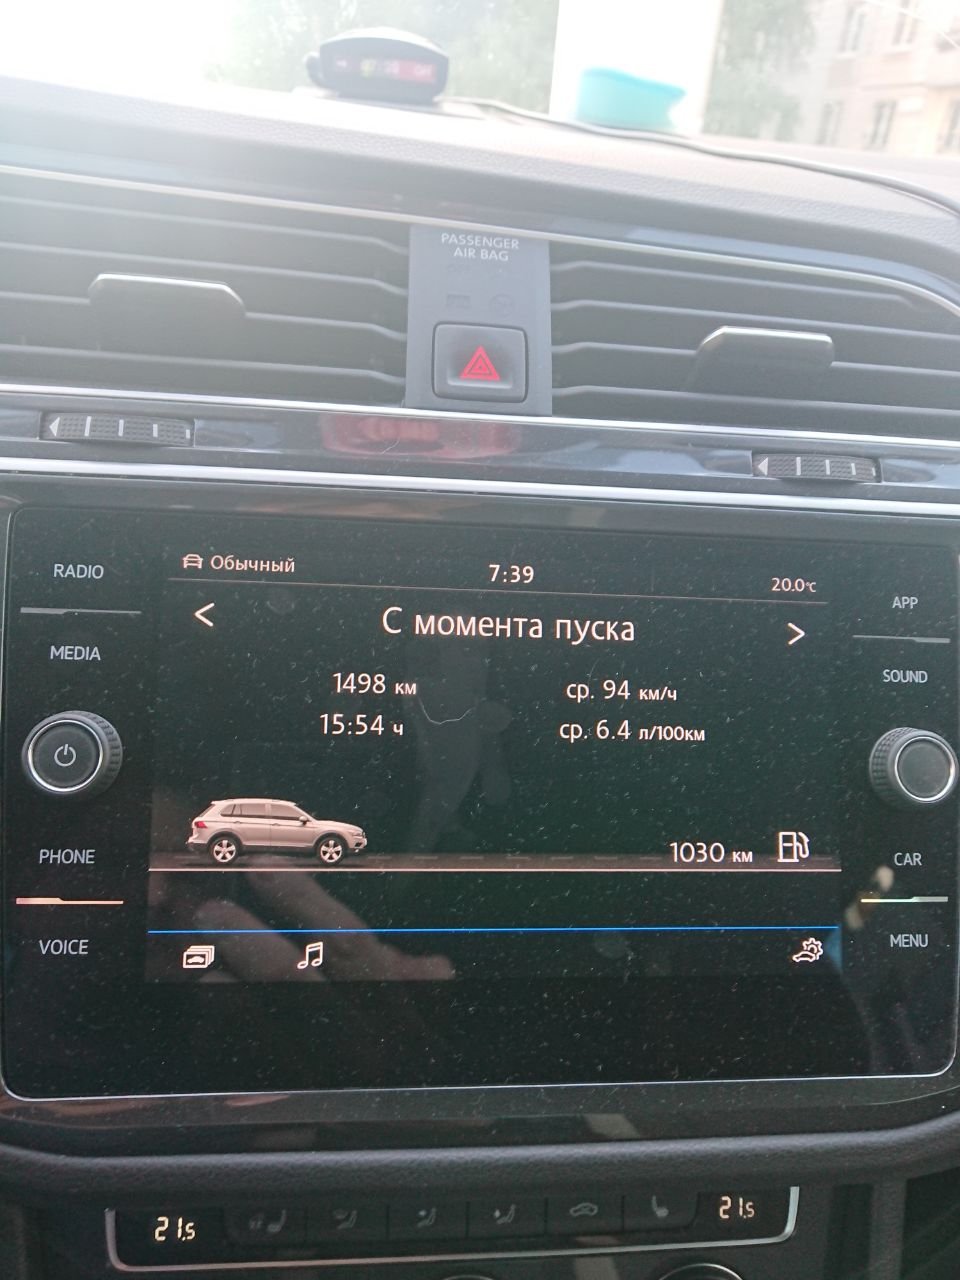 PASSENGER
AIR BAG
RADIO
MEDIA
PHONE
VOICE
Обычный
7:39
20.0°C
С момента пуска
1498 км
ср. 94 км/ч
15:54 ч
ср. 6.4 л/100км
1030 км
APP
SOUND
CAR
MENU
21.5
21.5